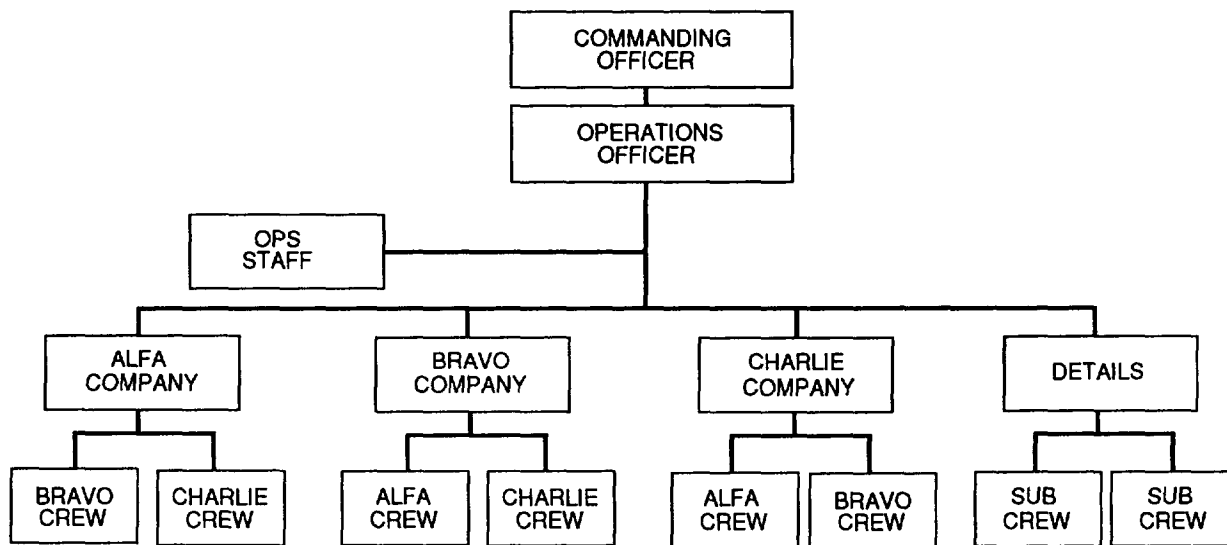 COMMANDING
OFFICER
OPERATIONS
OFFICER
OPS
STAFF
ALFA
COMPANY
BRAVO
COMPANY
CHARLIE
COMPANY
DETAILS
BRAVO
CREW
CHARLIE
CREW
ALFA
CREW
CHARLIE
CREW
ALFA
CREW
BRAVO
CREW
SUB
CREW
SUB
CREW